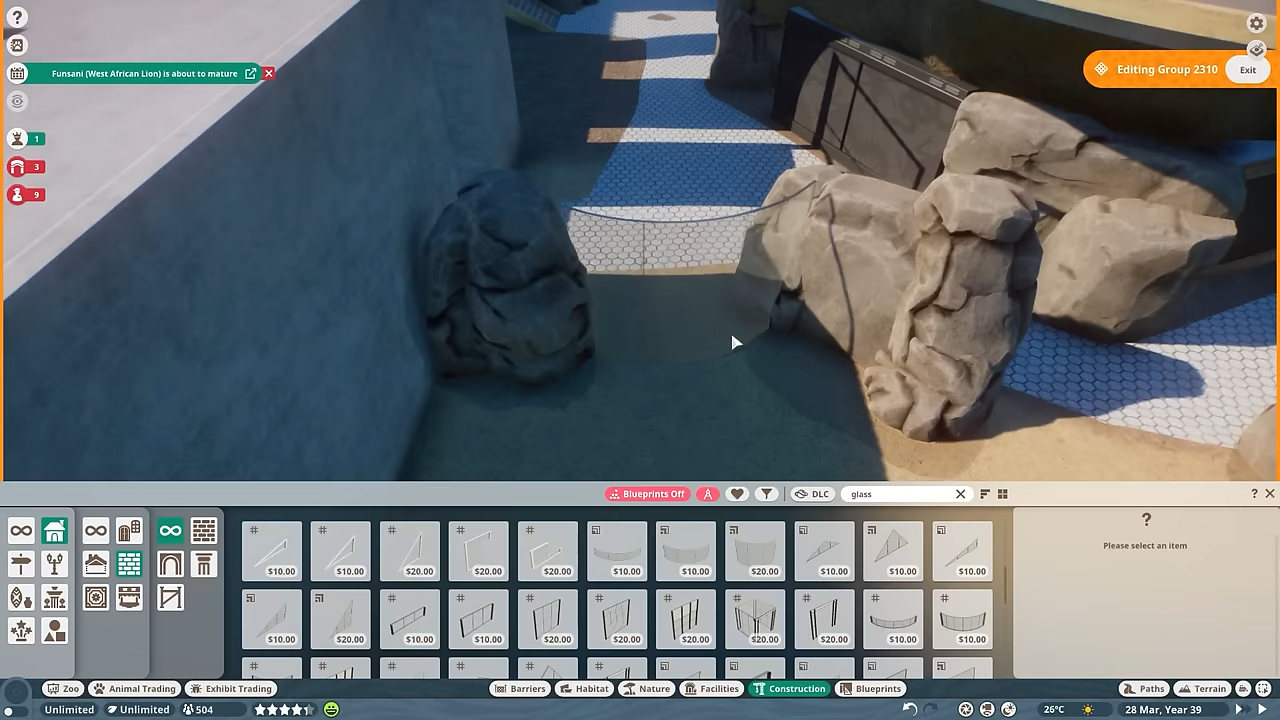 ?
Funsani (West African Lion) is about to mature
Editing Group 2310
Exit
1
3
9
Blueprints Off
DLC
glass
?
$10.00 $10.00 $20.00 $20.00 $20.00 $10.00 $10.00 $20.00 $10.00 $20.00 $10.00
$10.00 $20.00 $10.00 $10.00 $20.00 $20.00 $20.00 $20.00 $20.00 $10.00 $10.00
?
Please select an item
Zoo
Animal Trading
Exhibit Trading
Barriers
Habitat
Nature
Facilities
Construction
Blueprints
Paths
Terrain
Unlimited
Unlimited
504
26°C
28 Mar, Year 39